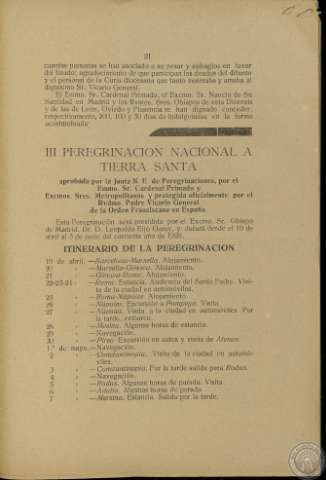 21
cuantas personas se han asociado a su pesar y sufragios en favor
del finado; agradecimiento de que participan los deudos del difunto
y el personal de la Curia diocesana que tanto veneraba y amaba al
dignísimo Sr. Vicario General.
El Emmo. Sr. Cardenal Primado, el Excmo. Sr. Nuncio de Su
Santidad en Madrid y los Rvmos. Sres. Obispos de esta Diócesis
y de las de León, Oviedo y Plasencia se han dignado conceder,
respectivamente, 200, 100 y 50 días de indulgencias en la forma
acostumbrada
III PEREGRINACION NACIONAL A
TIERRA SANTA
aprobada por la Junta N. E. de Peregrinaciones, por el
Emmo. Sr. Cardenal Primado y
Excmos. Sres. Metropolitanos y protegida oficialmente por el
Rvdmo. Padre Vicario General
de la Orden Franciscana en España
Esta Peregrinación será presidida por el Excmo. Sr. Obispo
de Madrid, Dr. D. Leopoldo Eijo Garay, y durará desde el 19 de
abril al 5 de junio del corriente año de
ITINERARIO DE LA PEREGRINACION
19 de abril.—Barcelona-Marsella. Alojamiento.
20 » —Marsella-Génova. Alojamiento.
21 » —Génova-Roma. Alojamiento.
22-23-24 » —Roma. Estancia. Audiencia del Santo Padre. Visi-
ta de la ciudad en automóviles.
25 » —Roma-Nápoles. Alojamiento.
26 » —Nápoles. Excursión a Pompeya. Visita
27 » —Nápoles. Visita a la ciudad en automóviles Por
la tarde, embarco.
28 » —Mesina. Algunas horas de estancia.
29 » —Navegación.
30 » —Pireo. Excursión en autos y visita de Atenas.
1.º de mayo.—Navegación.
2 » —Constantinopla. Visita de la ciudad en automó-
viles.
3 » —Constantinopla. Por la tarde salida para Rodas.
4 » —Navegación.
5 » —Rodas. Algunas horas de parada. Visita
6 » —Adalia. Algunas horas de parada.
7 » —Mersina. Estancia. Salida por la tarde.